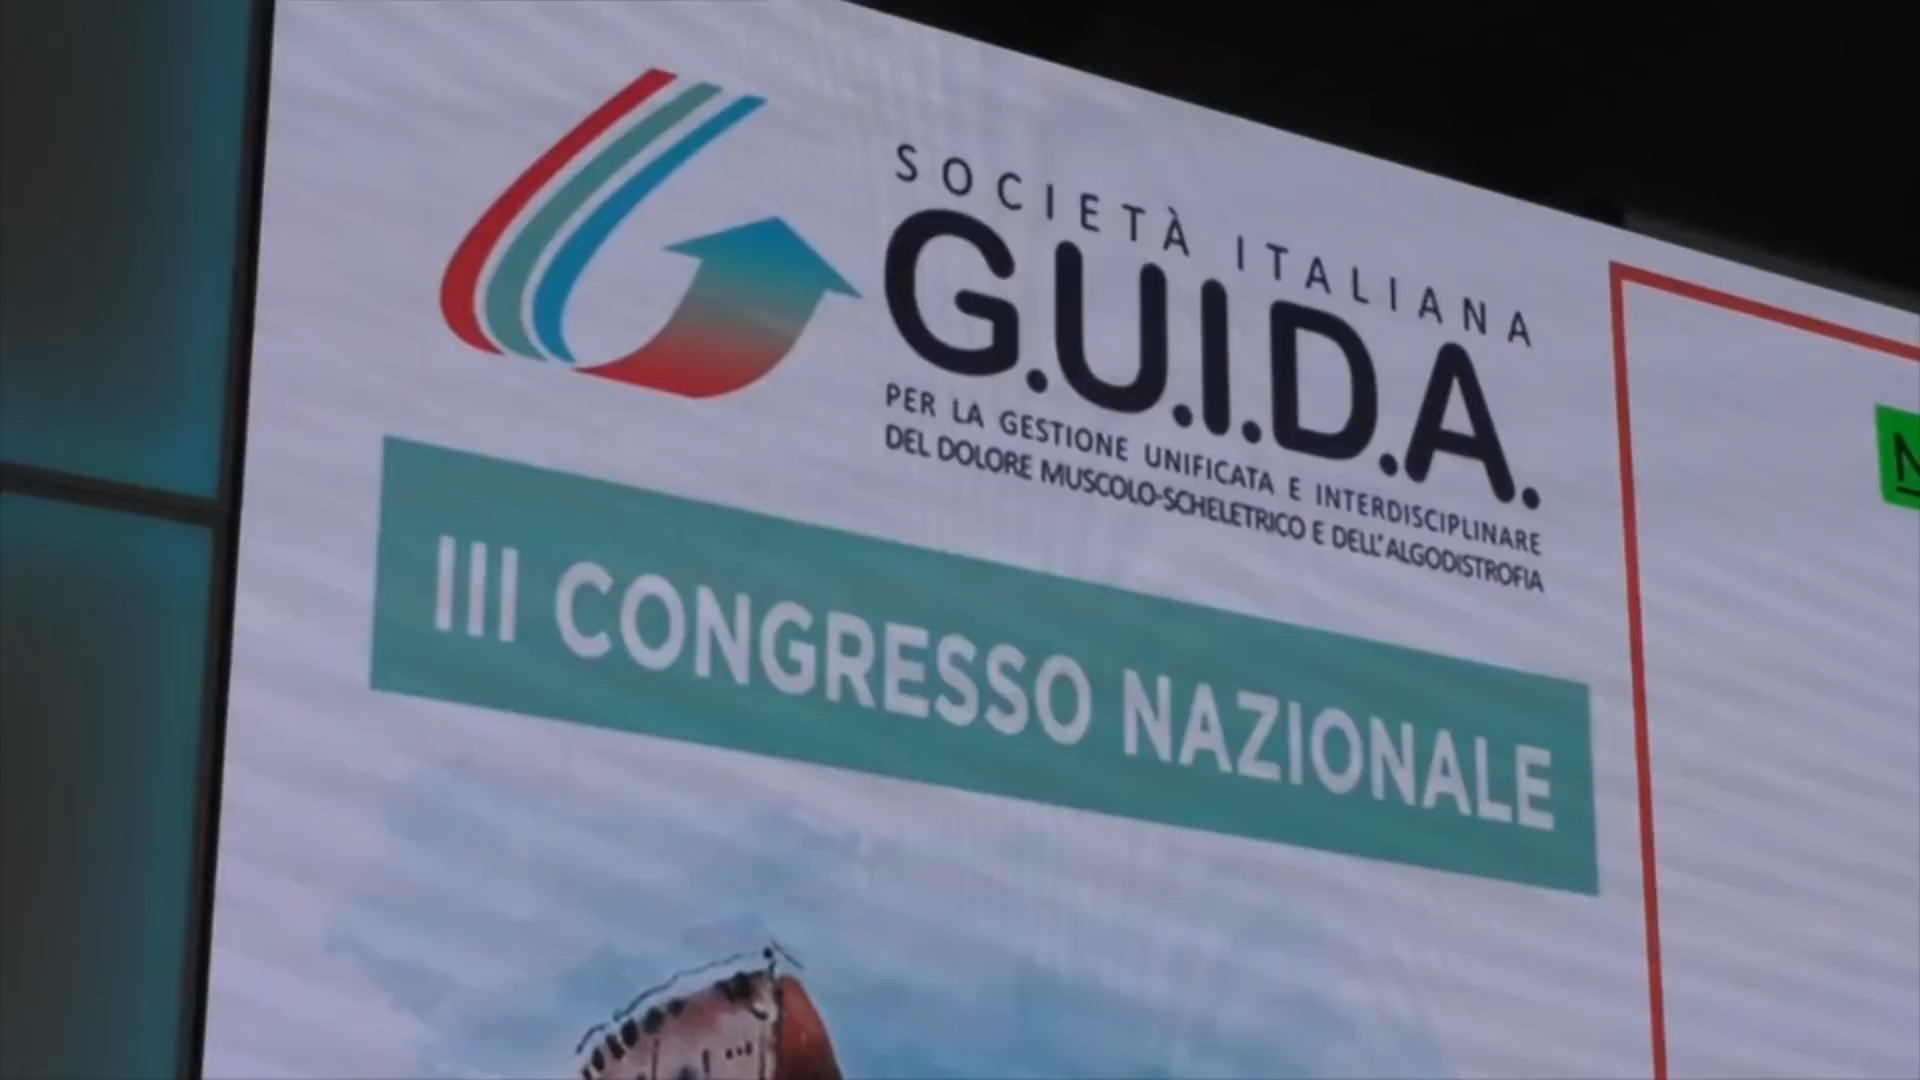 SOCIETÀ ITALIANA
G.U.I.D.A.
PER LA GESTIONE UNIFICATA E INTERDISCIPLINARE
DEL DOLORE MUSCOLO-SCHELETRICO E DELL'ALGODISTROFIA
III CONGRESSO NAZIONALE